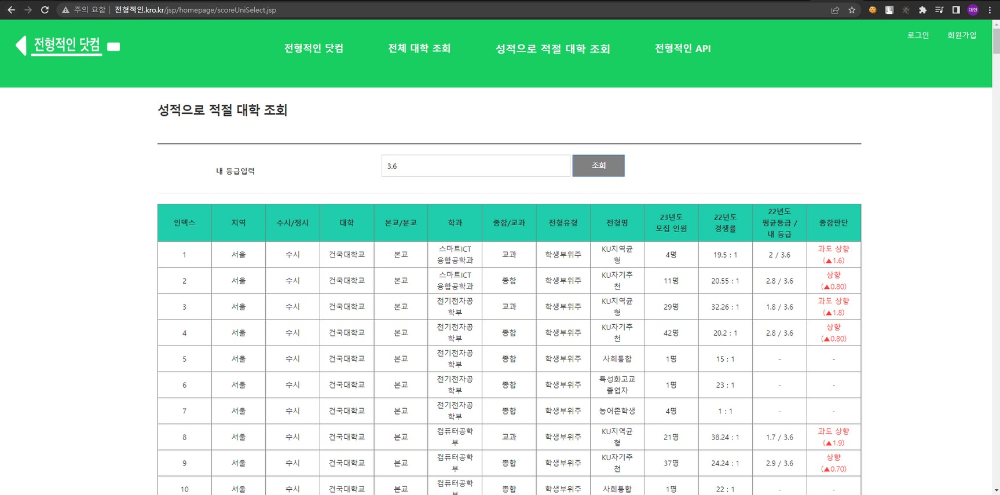 주의 요함 | 전형적인.kro.kr/jsp/homepage/scoreUniSelect.jsp
대현
로그인 회원가입
전형적인 닷컴
전형적인 닷컴 전체 대학 조회 성적으로 적절 대학 조회 전형적인 API
성적으로 적절 대학 조회
내 등급입력 3.6 조회
인덱스 지역 수시/정시 대학 본교/분교 학과 종합/교과 전형유형 전형명 23년도 모집 인원 22년도 경쟁률 22년도 평균등급 / 내 등급 종합판단
1 서울 수시 건국대학교 본교 스마트ICT융합공학과 교과 학생부위주 KU지역균형 4명 19.5 : 1 2 / 3.6 과도 상향 (▲1.6)
2 서울 수시 건국대학교 본교 스마트ICT융합공학과 종합 학생부위주 KU자기추천 11명 20.55 : 1 2.8 / 3.6 상향 (▲0.80)
3 서울 수시 건국대학교 본교 전기전자공학부 교과 학생부위주 KU지역균형 29명 32.26 : 1 1.8 / 3.6 과도 상향 (▲1.8)
4 서울 수시 건국대학교 본교 전기전자공학부 종합 학생부위주 KU자기추천 42명 20.2 : 1 2.8 / 3.6 상향 (▲0.80)
5 서울 수시 건국대학교 본교 전기전자공학부 종합 학생부위주 사회통합 1명 15 : 1 - -
6 서울 수시 건국대학교 본교 전기전자공학부 종합 학생부위주 특성화고교졸업자 1명 23 : 1 - -
7 서울 수시 건국대학교 본교 전기전자공학부 종합 학생부위주 농어촌학생 4명 1 : 1 - -
8 서울 수시 건국대학교 본교 컴퓨터공학부 교과 학생부위주 KU지역균형 21명 38.24 : 1 1.7 / 3.6 과도 상향 (▲1.9)
9 서울 수시 건국대학교 본교 컴퓨터공학부 종합 학생부위주 KU자기추천 37명 24.24 : 1 2.9 / 3.6 상향 (▲0.70)
10 서울 수시 건국대학교 본교 컴퓨터공학 종합 학생부위주 사회통합 1명 22 : 1 - -